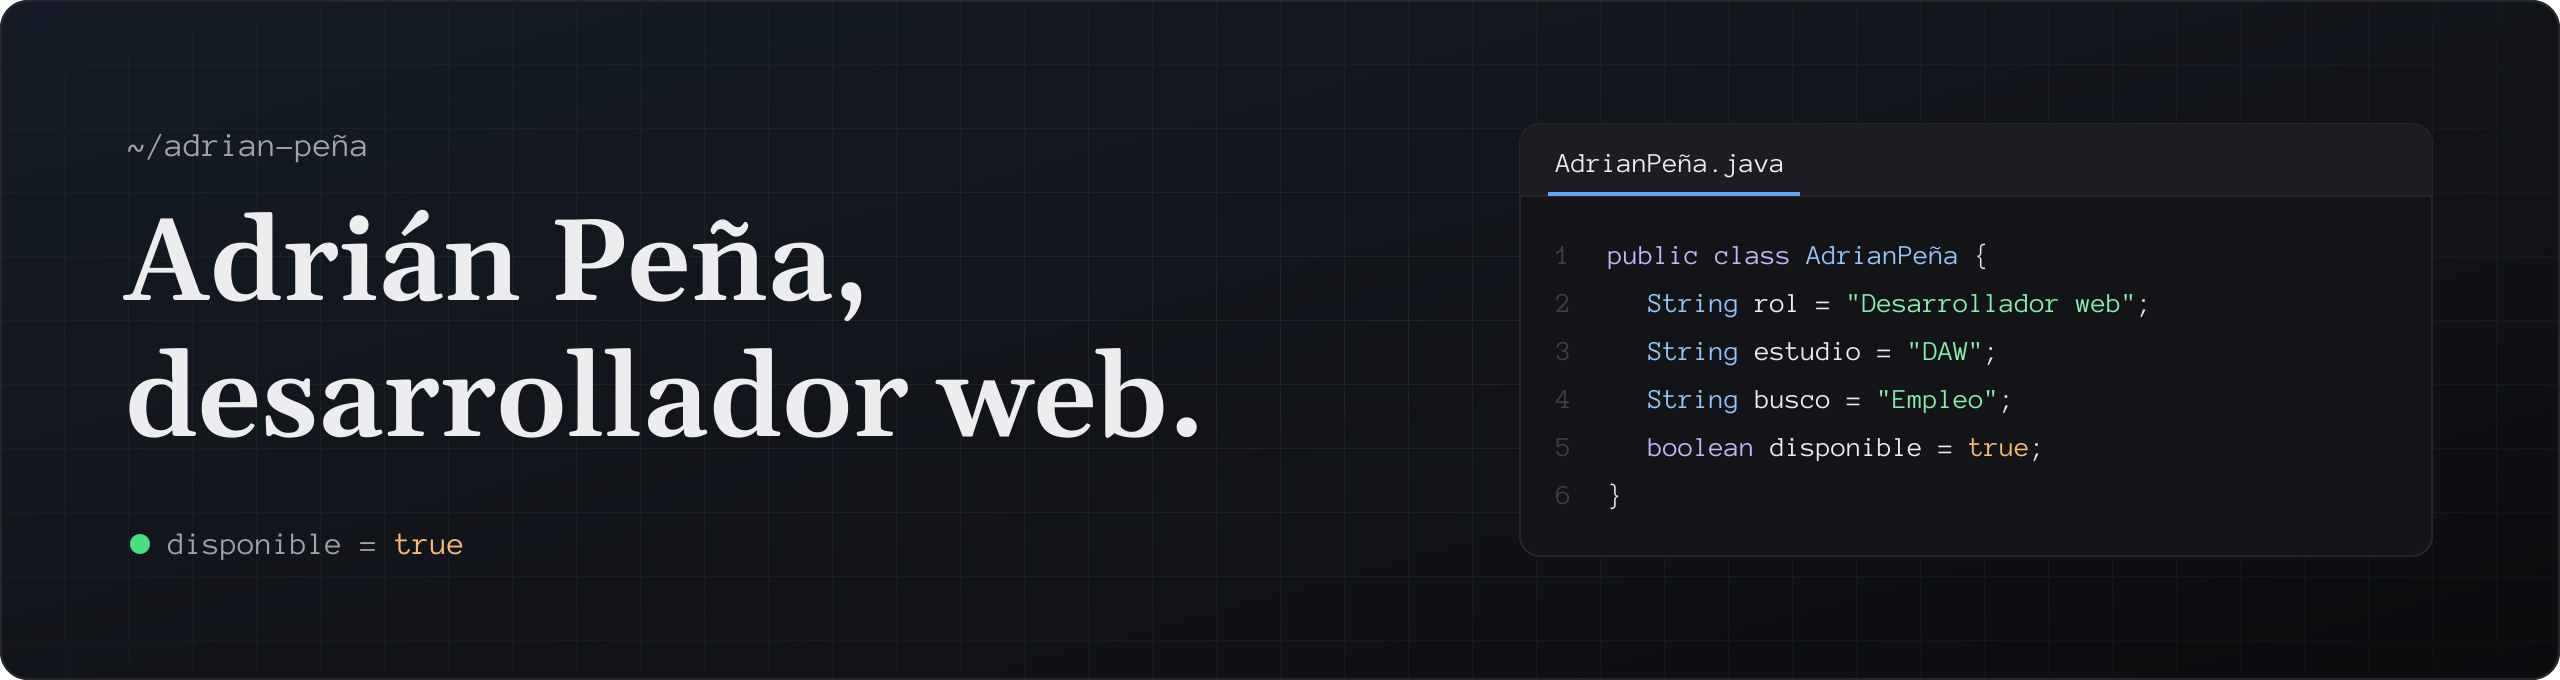 ~/adrian-peña
Adrián Peña,
desarrollador web.
disponible = true
AdrianPeña.java
1 public class AdrianPeña {
2 String rol = "Desarrollador web";
3 String estudio = "DAW";
4 String busco = "Empleo";
5 boolean disponible = true;
6 }